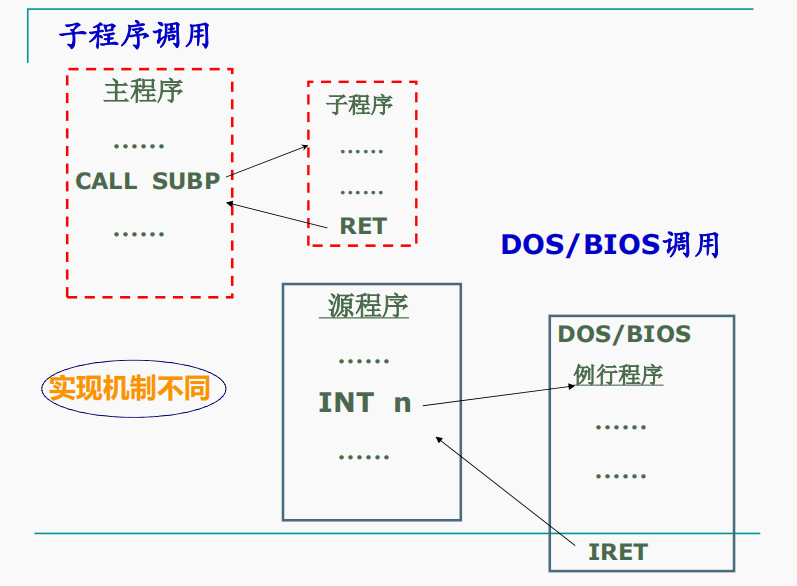 子程序调用
主程序
……
CALL SUBP
……
子程序
……
……
RET
DOS/BIOS调用
源程序
……
INT n
……
DOS/BIOS
例行程序
……
……
IRET
实现机制不同